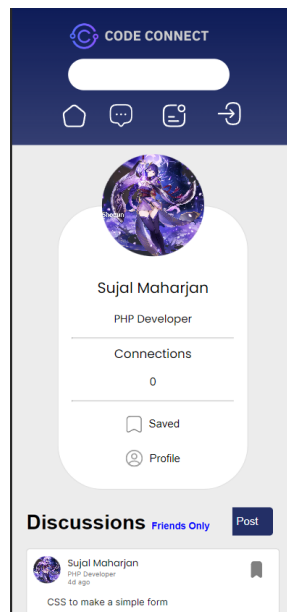 CODE CONNECT
Shogun
Sujal Maharjan
PHP Developer
Connections
0
Saved
Profile
Discussions Friends Only Post
Sujal Maharjan
PHP Developer
4d ago
CSS to make a simple form